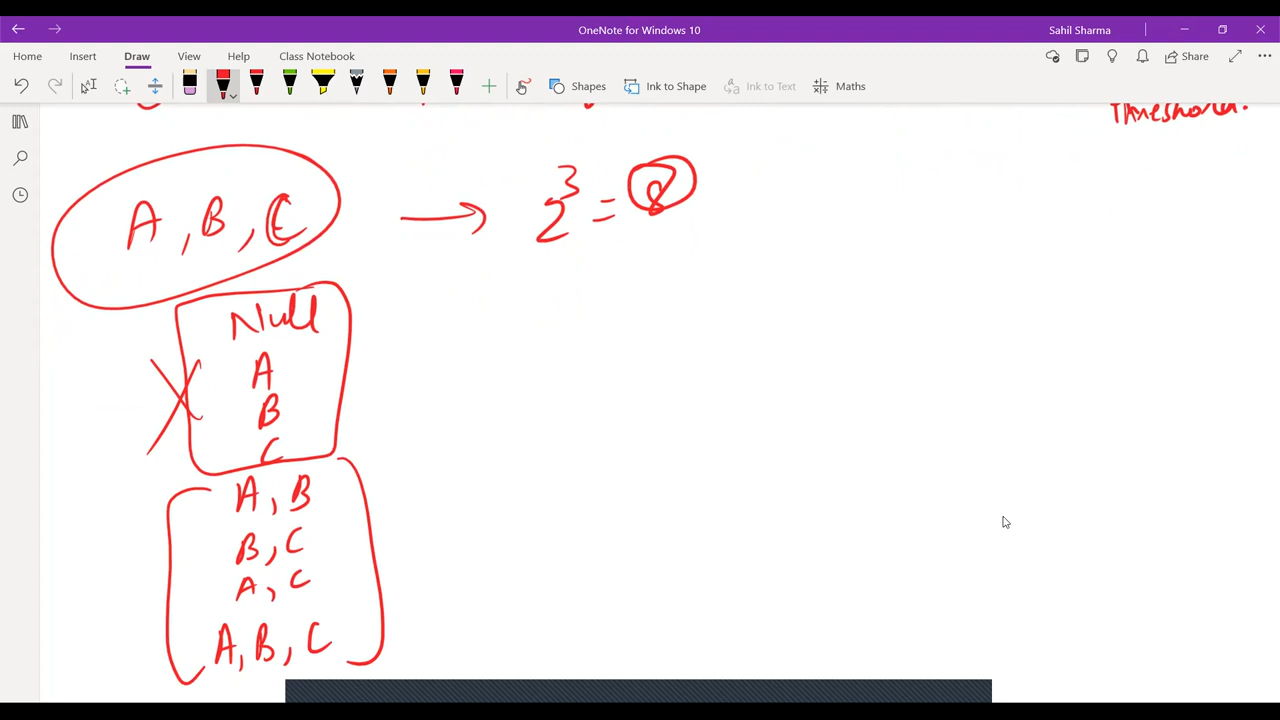 OneNote for Windows 10
Sahil Sharma
Home Insert Draw View Help Class Notebook
Share
Shapes Ink to Shape Ink to Text Maths
Threshold.
A, B, C → 2³ = 8
Null
X
A
B
C
A, B
B, C
A, C
A, B, C